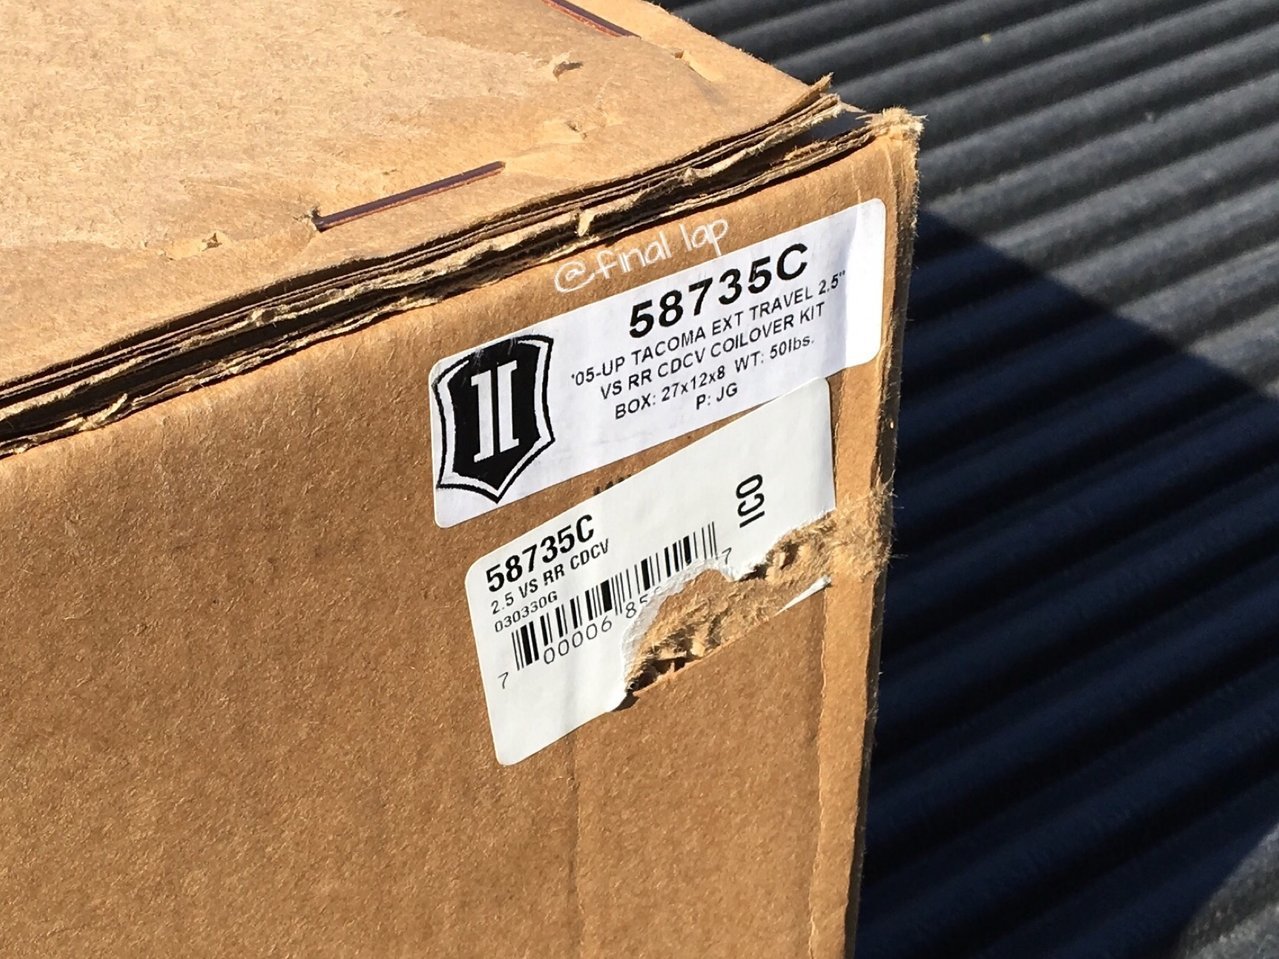 @final lap
58735C
'05-UP TACOMA EXT TRAVEL 2.5"
VS RR CDCV COILOVER KIT
BOX: 27x12x8 WT: 50lbs.
P: JG
58735C
2.5 VS RR CDCV
030330G
ICO
7 00006 85 7